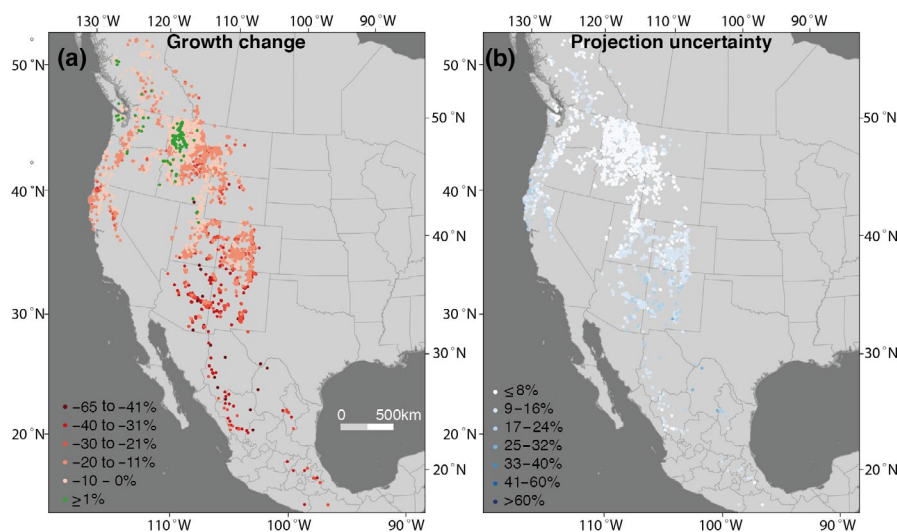 130°W 120°W 110°W 100°W 90°W
130°W 120°W 110°W 100°W 90°W
(a) Growth change
(b) Projection uncertainty
50°N
50°N
40°N
40°N
30°N
30°N
20°N
20°N
50°N
40°N
30°N
20°N
−65 to −41%
−40 to −31%
−30 to −21%
−20 to −11%
−10 − 0%
≥1%
0 500km
≤8%
9−16%
17−24%
25−32%
33−40%
41−60%
>60%
110°W 100°W 90°W
110°W 100°W 90°W